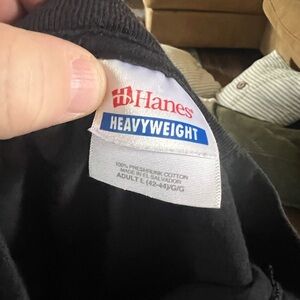 Hanes
HEAVYWEIGHT
100% PRESHRUNK COTTON
MADE IN EL SALVADOR
ADULT L (42-44)/G/G